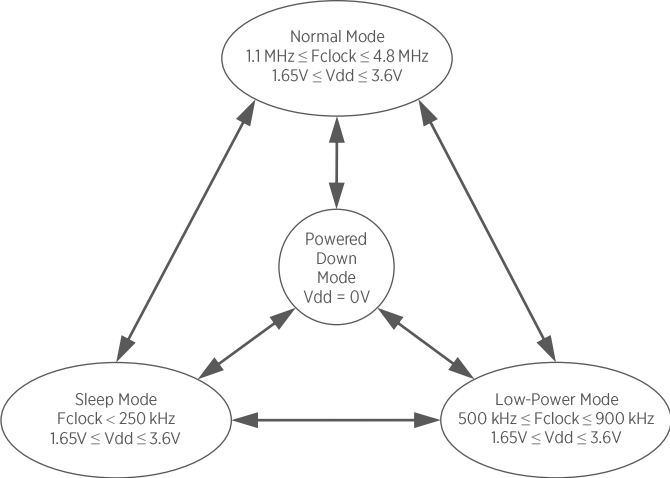 Normal Mode
1.1 MHz ≤ Fclock ≤ 4.8 MHz
1.65V ≤ Vdd ≤ 3.6V
Powered
Down
Mode
Vdd = 0V
Sleep Mode
Fclock < 250 kHz
1.65V ≤ Vdd ≤ 3.6V
Low-Power Mode
500 kHz ≤ Fclock ≤ 900 kHz
1.65V ≤ Vdd ≤ 3.6V